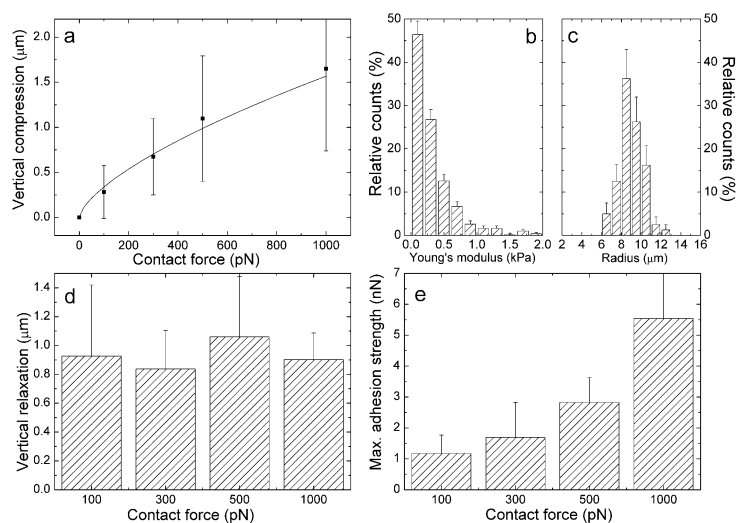 a
Vertical compression (μm)
2.0
1.5
1.0
0.5
0.0
0 200 400 600 800 1000
Contact force (pN)
b
Relative counts (%)
50
40
30
20
10
0
0.0 0.5 1.0 1.5 2.0
Young's modulus (kPa)
c
Relative counts (%)
50
40
30
20
10
0
2 4 6 8 10 12 14 16
Radius (μm)
d
Vertical relaxation (μm)
1.4
1.2
1.0
0.8
0.6
0.4
0.2
0.0
100 300 500 1000
Contact force (pN)
e
Max. adhesion strength (nN)
7
6
5
4
3
2
1
0
100 300 500 1000
Contact force (pN)